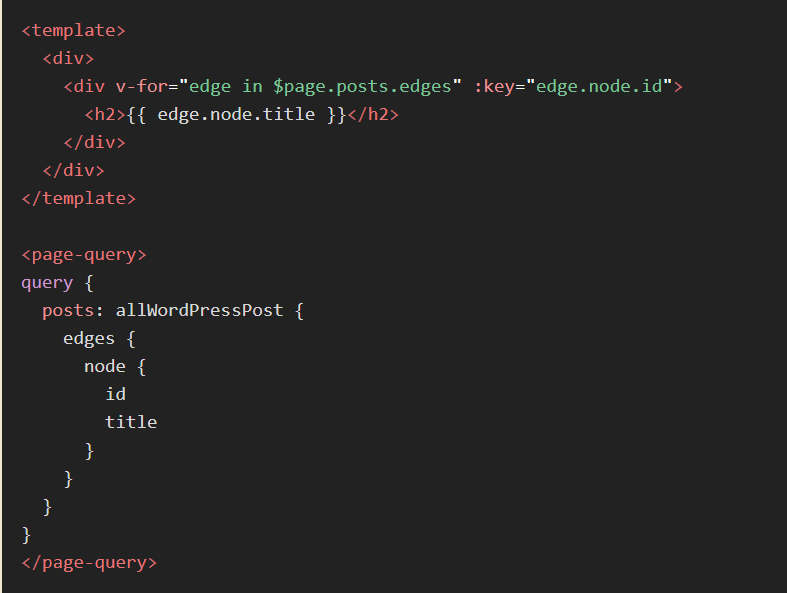 <template>
  <div>
    <div v-for="edge in $page.posts.edges" :key="edge.node.id">
      <h2>{{ edge.node.title }}</h2>
    </div>
  </div>
</template>

<page-query>
query {
  posts: allWordPressPost {
    edges {
      node {
        id
        title
      }
    }
  }
}
</page-query>